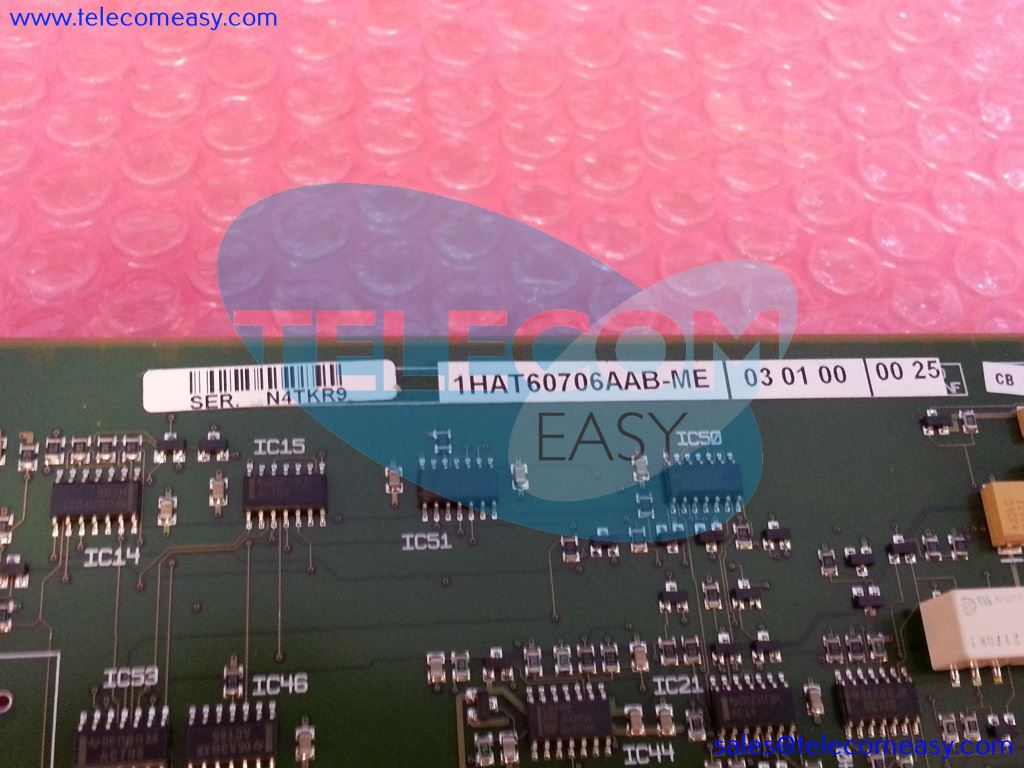 www.telecomeasy.com
TELECOM
EASY
SER. N4TKR9
1HAT60706AAB-ME 03 01 00 00 25
CB
IC15
IC50
IC14
IC51
2170K1
IC53
IC46
IC21
IC44
sales@telecomeasy.com